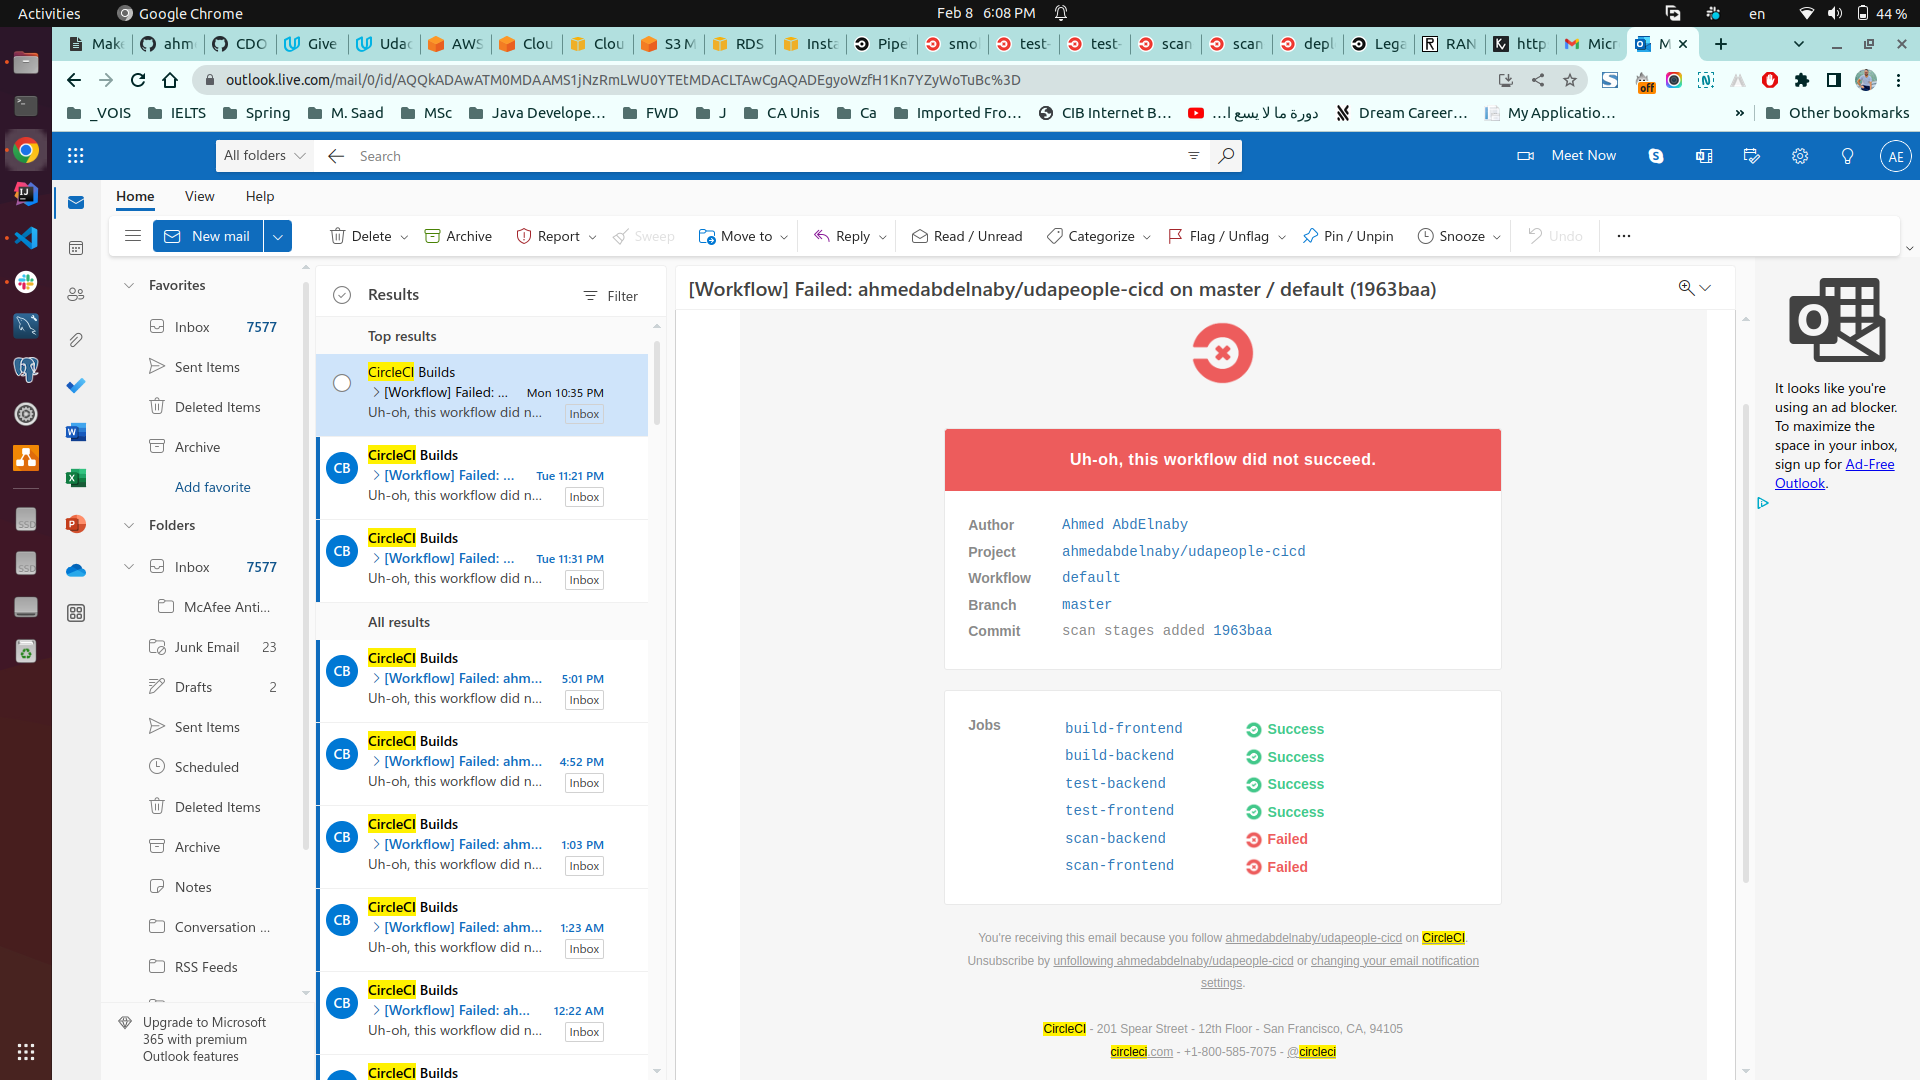 Activities
Google Chrome
Feb 8 6:08 PM
en
44 %
Make
ahme
CDO
Give
Udac
AWS
Clou
Clou
S3 M
RDS
Insta
Pipe
smol
test-
test-
scan
scan
depl
Lega
RAN
http:
Micr
M
outlook.live.com/mail/0/id/AQQkADAwATM0MDAAMS1jNzRmLWU0YTEtMDACLTAwCgAQADEgyoWzfH1Kn7YZyWoTuBc%3D
off
_VOIS
IELTS
Spring
M. Saad
MSc
Java Develope...
FWD
J
CA Unis
Ca
Imported Fro...
CIB Internet B...
دورة ما لا يسع ا...
Dream Career...
My Applicatio...
»
Other bookmarks
All folders
Search
Meet Now
AE
Home
View
Help
New mail
Delete
Archive
Report
Sweep
Move to
Reply
Read / Unread
Categorize
Flag / Unflag
Pin / Unpin
Snooze
Undo
Favorites
Inbox 7577
Sent Items
Deleted Items
Archive
Add favorite
Folders
Inbox 7577
McAfee Anti...
Junk Email 23
Drafts 2
Sent Items
Scheduled
Deleted Items
Archive
Notes
Conversation ...
RSS Feeds
Upgrade to Microsoft
365 with premium
Outlook features
Results
Filter
Top results
CircleCI Builds
[Workflow] Failed: ... Mon 10:35 PM
Uh-oh, this workflow did n... Inbox
CB
CircleCI Builds
[Workflow] Failed: ... Tue 11:21 PM
Uh-oh, this workflow did n... Inbox
CB
CircleCI Builds
[Workflow] Failed: ... Tue 11:31 PM
Uh-oh, this workflow did n... Inbox
All results
CB
CircleCI Builds
[Workflow] Failed: ahm... 5:01 PM
Uh-oh, this workflow did n... Inbox
CB
CircleCI Builds
[Workflow] Failed: ahm... 4:52 PM
Uh-oh, this workflow did n... Inbox
CB
CircleCI Builds
[Workflow] Failed: ahm... 1:03 PM
Uh-oh, this workflow did n... Inbox
CB
CircleCI Builds
[Workflow] Failed: ahm... 1:23 AM
Uh-oh, this workflow did n... Inbox
CB
CircleCI Builds
[Workflow] Failed: ah... 12:22 AM
Uh-oh, this workflow did n... Inbox
CircleCI Builds
[Workflow] Failed: ahmedabdelnaby/udapeople-cicd on master / default (1963baa)
Uh-oh, this workflow did not succeed.
Author Ahmed AbdElnaby
Project ahmedabdelnaby/udapeople-cicd
Workflow default
Branch master
Commit scan stages added 1963baa
Jobs
build-frontend Success
build-backend Success
test-backend Success
test-frontend Success
scan-backend Failed
scan-frontend Failed
You're receiving this email because you follow ahmedabdelnaby/udapeople-cicd on CircleCI.
Unsubscribe by unfollowing ahmedabdelnaby/udapeople-cicd or changing your email notification
settings.
CircleCI - 201 Spear Street - 12th Floor - San Francisco, CA, 94105
circleci.com - +1-800-585-7075 - @circleci
It looks like you're
using an ad blocker.
To maximize the
space in your inbox,
sign up for Ad-Free
Outlook.